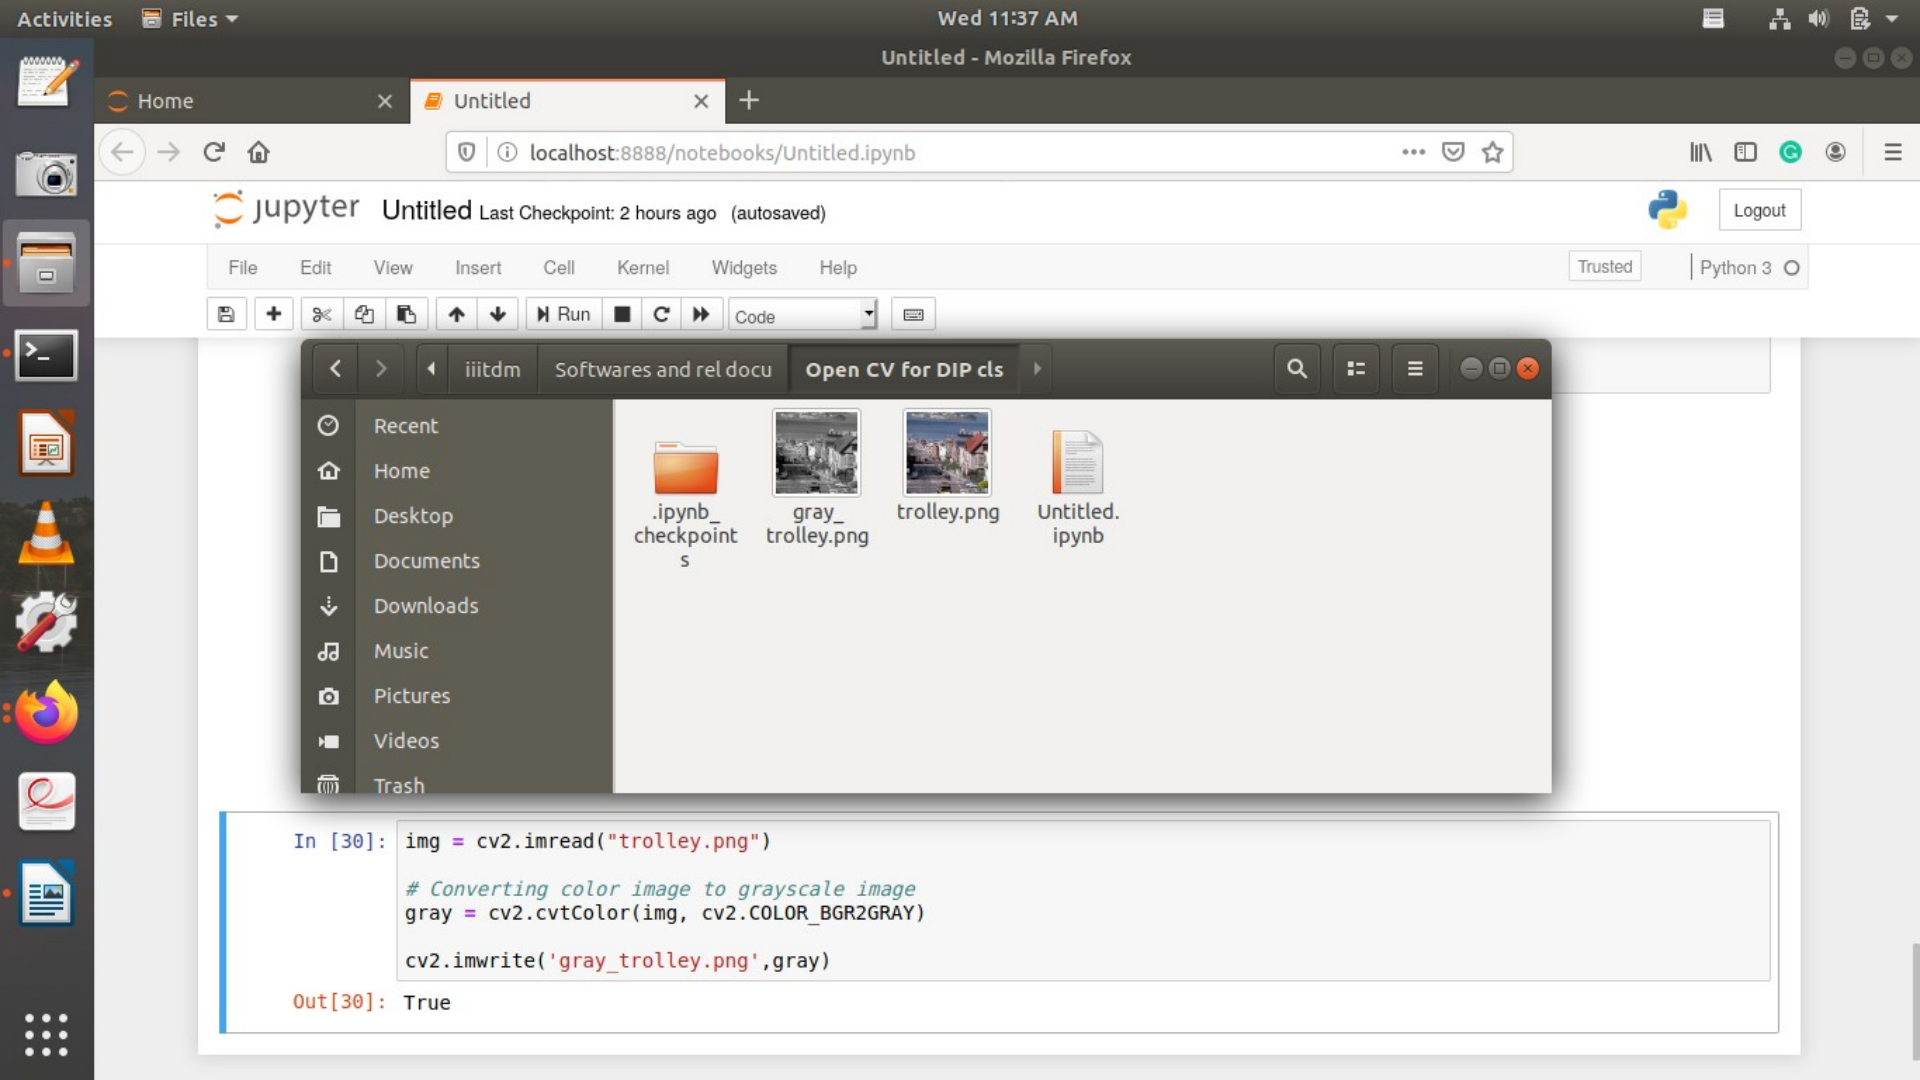 Activities Files Wed 11:37 AM
Untitled - Mozilla Firefox
Home Untitled
localhost:8888/notebooks/Untitled.ipynb
jupyter Untitled Last Checkpoint: 2 hours ago (autosaved) Logout
File Edit View Insert Cell Kernel Widgets Help Trusted Python 3
Run Code
iiitdm Softwares and rel docu Open CV for DIP cls
Recent
Home
Desktop
Documents
Downloads
Music
Pictures
Videos
Trash
.ipynb_
checkpoint
s
gray_
trolley.png
trolley.png
Untitled.
ipynb
In [30]: img = cv2.imread("trolley.png")
# Converting color image to grayscale image
gray = cv2.cvtColor(img, cv2.COLOR_BGR2GRAY)
cv2.imwrite('gray_trolley.png',gray)
Out[30]: True